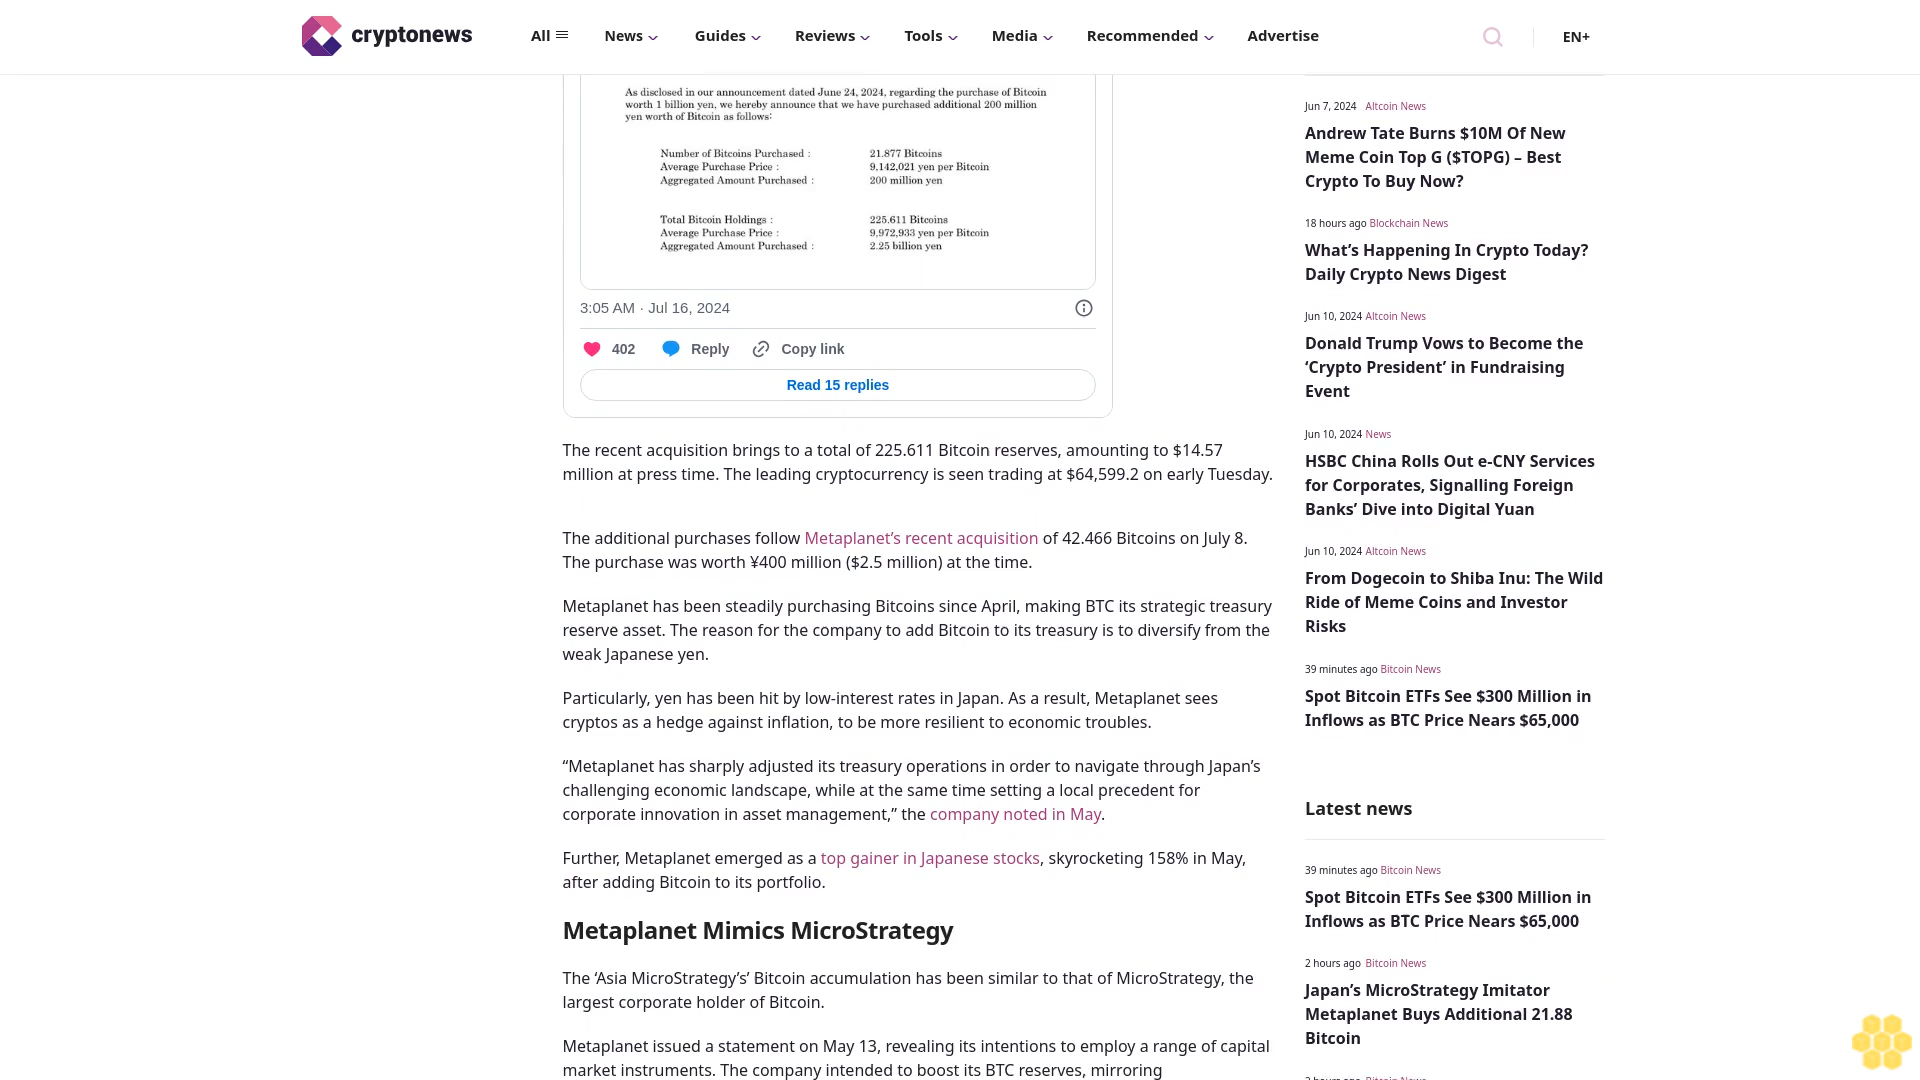 cryptonews
All
News
Guides
Reviews
Tools
Media
Recommended
Advertise
EN+
As disclosed in our announcement dated June 24, 2024, regarding the purchase of Bitcoin
worth 1 billion yen, we hereby announce that we have purchased additional 200 million
yen worth of Bitcoin as follows:
Number of Bitcoins Purchased : 21.877 Bitcoins
Average Purchase Price : 9,142,021 yen per Bitcoin
Aggregated Amount Purchased : 200 million yen
Total Bitcoin Holdings : 225.611 Bitcoins
Average Purchase Price : 9,972,933 yen per Bitcoin
Aggregated Amount Purchased : 2.25 billion yen
3:05 AM · Jul 16, 2024
402 Reply Copy link
Read 15 replies
The recent acquisition brings to a total of 225.611 Bitcoin reserves, amounting to $14.57
million at press time. The leading cryptocurrency is seen trading at $64,599.2 on early Tuesday.
The additional purchases follow Metaplanet’s recent acquisition of 42.466 Bitcoins on July 8.
The purchase was worth ¥400 million ($2.5 million) at the time.
Metaplanet has been steadily purchasing Bitcoins since April, making BTC its strategic treasury
reserve asset. The reason for the company to add Bitcoin to its treasury is to diversify from the
weak Japanese yen.
Particularly, yen has been hit by low-interest rates in Japan. As a result, Metaplanet sees
cryptos as a hedge against inflation, to be more resilient to economic troubles.
“Metaplanet has sharply adjusted its treasury operations in order to navigate through Japan’s
challenging economic landscape, while at the same time setting a local precedent for
corporate innovation in asset management,” the company noted in May.
Further, Metaplanet emerged as a top gainer in Japanese stocks, skyrocketing 158% in May,
after adding Bitcoin to its portfolio.
Metaplanet Mimics MicroStrategy
The ‘Asia MicroStrategy’s’ Bitcoin accumulation has been similar to that of MicroStrategy, the
largest corporate holder of Bitcoin.
Metaplanet issued a statement on May 13, revealing its intentions to employ a range of capital
market instruments. The company intended to boost its BTC reserves, mirroring
Jun 7, 2024 Altcoin News
Andrew Tate Burns $10M Of New
Meme Coin Top G ($TOPG) – Best
Crypto To Buy Now?
18 hours ago Blockchain News
What’s Happening In Crypto Today?
Daily Crypto News Digest
Jun 10, 2024 Altcoin News
Donald Trump Vows to Become the
‘Crypto President’ in Fundraising
Event
Jun 10, 2024 News
HSBC China Rolls Out e-CNY Services
for Corporates, Signalling Foreign
Banks’ Dive into Digital Yuan
Jun 10, 2024 Altcoin News
From Dogecoin to Shiba Inu: The Wild
Ride of Meme Coins and Investor
Risks
39 minutes ago Bitcoin News
Spot Bitcoin ETFs See $300 Million in
Inflows as BTC Price Nears $65,000
Latest news
39 minutes ago Bitcoin News
Spot Bitcoin ETFs See $300 Million in
Inflows as BTC Price Nears $65,000
2 hours ago Bitcoin News
Japan’s MicroStrategy Imitator
Metaplanet Buys Additional 21.88
Bitcoin